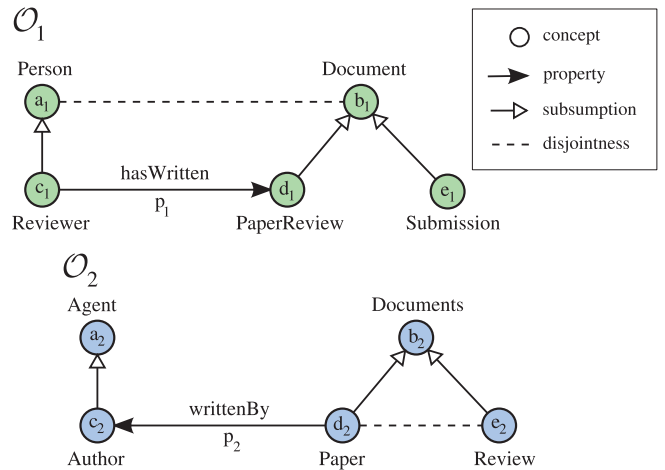 𝒪₁
Person
Document
a₁
b₁
hasWritten
c₁
d₁
e₁
p₁
Reviewer
PaperReview
Submission
concept
property
subsumption
disjointness
𝒪₂
Agent
Documents
a₂
b₂
writtenBy
c₂
d₂
e₂
p₂
Author
Paper
Review